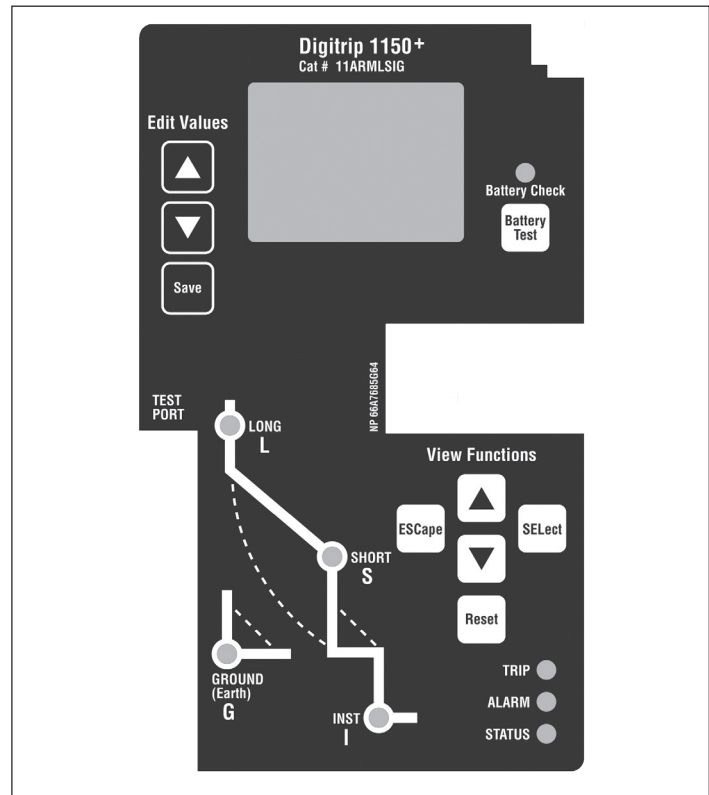 Digitrip 1150+
Cat # 11ARMLSIG
Edit Values
Save
Battery Check
Battery
Test
NP 66A7685G64
TEST
PORT
LONG
L
SHORT
S
GROUND
(Earth)
G
INST
I
View Functions
ESCape
SELect
Reset
TRIP
ALARM
STATUS